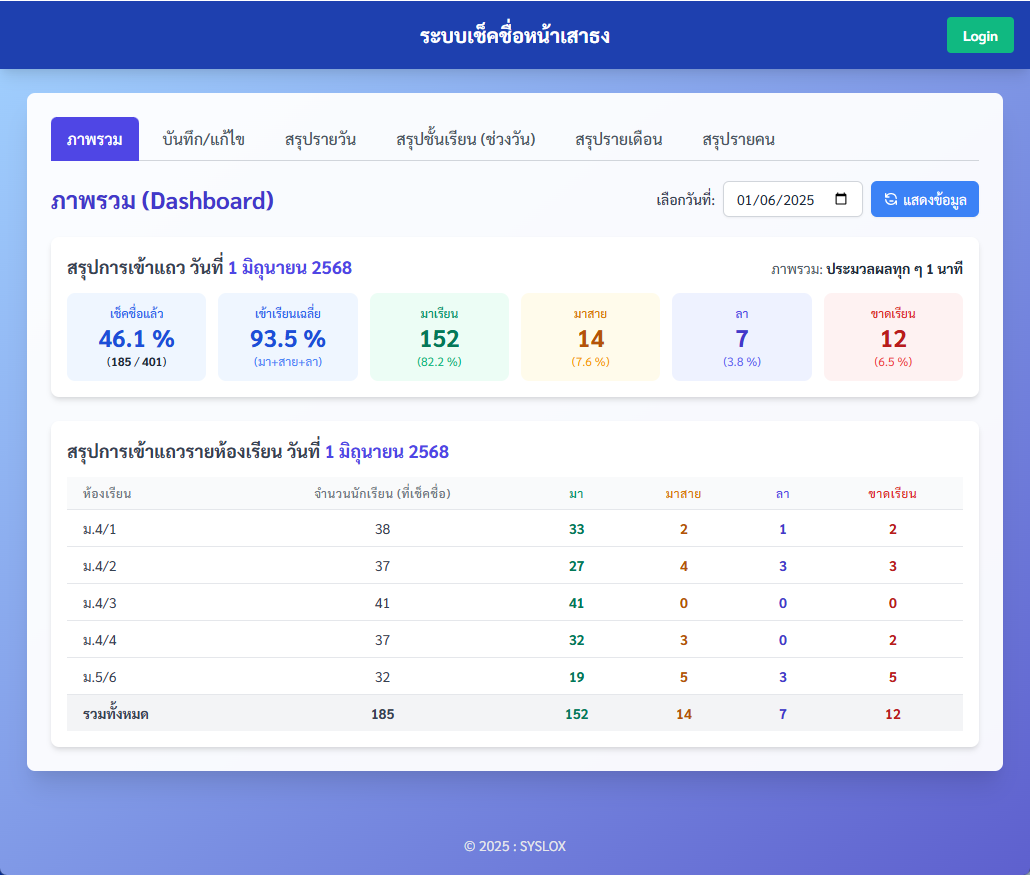 ระบบเช็คชื่อหน้าเสาธง
Login
ภาพรวม บันทึก/แก้ไข สรุปรายวัน สรุปชั้นเรียน (ช่วงวัน) สรุปรายเดือน สรุปรายคน
ภาพรวม (Dashboard)
เลือกวันที่: 01/06/2025 แสดงข้อมูล
สรุปการเข้าแถว วันที่ 1 มิถุนายน 2568
ภาพรวม: ประมวลผลทุก ๆ 1 นาที
เช็คชื่อแล้ว
46.1 %
(185 / 401)
เข้าเรียนเฉลี่ย
93.5 %
(มา+สาย+ลา)
มาเรียน
152
(82.2 %)
มาสาย
14
(7.6 %)
ลา
7
(3.8 %)
ขาดเรียน
12
(6.5 %)
สรุปการเข้าแถวรายห้องเรียน วันที่ 1 มิถุนายน 2568
ห้องเรียน จำนวนนักเรียน (ที่เช็คชื่อ) มา มาสาย ลา ขาดเรียน
ม.4/1 38 33 2 1 2
ม.4/2 37 27 4 3 3
ม.4/3 41 41 0 0 0
ม.4/4 37 32 3 0 2
ม.5/6 32 19 5 3 5
รวมทั้งหมด 185 152 14 7 12
© 2025 : SYSLOX